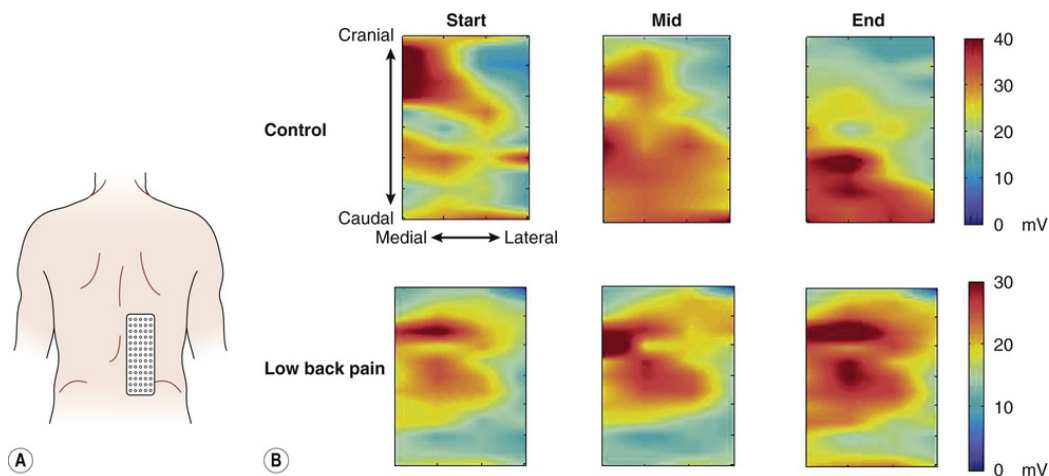 Start Mid End
Cranial
Control
Caudal
Medial Lateral
40
30
20
10
0 mV
Low back pain
30
20
10
0 mV
A
B